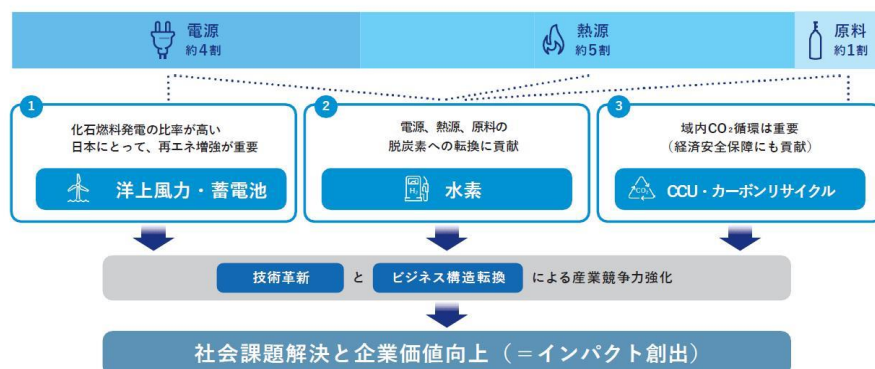 電源
約4割
熱源
約5割
原料
約1割
1
化石燃料発電の比率が高い
日本にとって、再エネ増強が重要
洋上風力・蓄電池
2
電源、熱源、原料の
脱炭素への転換に貢献
H₂
水素
3
域内CO₂循環は重要
（経済安全保障にも貢献）
CO₂
CCU・カーボンリサイクル
技術革新 と ビジネス構造転換 による産業競争力強化
社会課題解決と企業価値向上（＝インパクト創出）